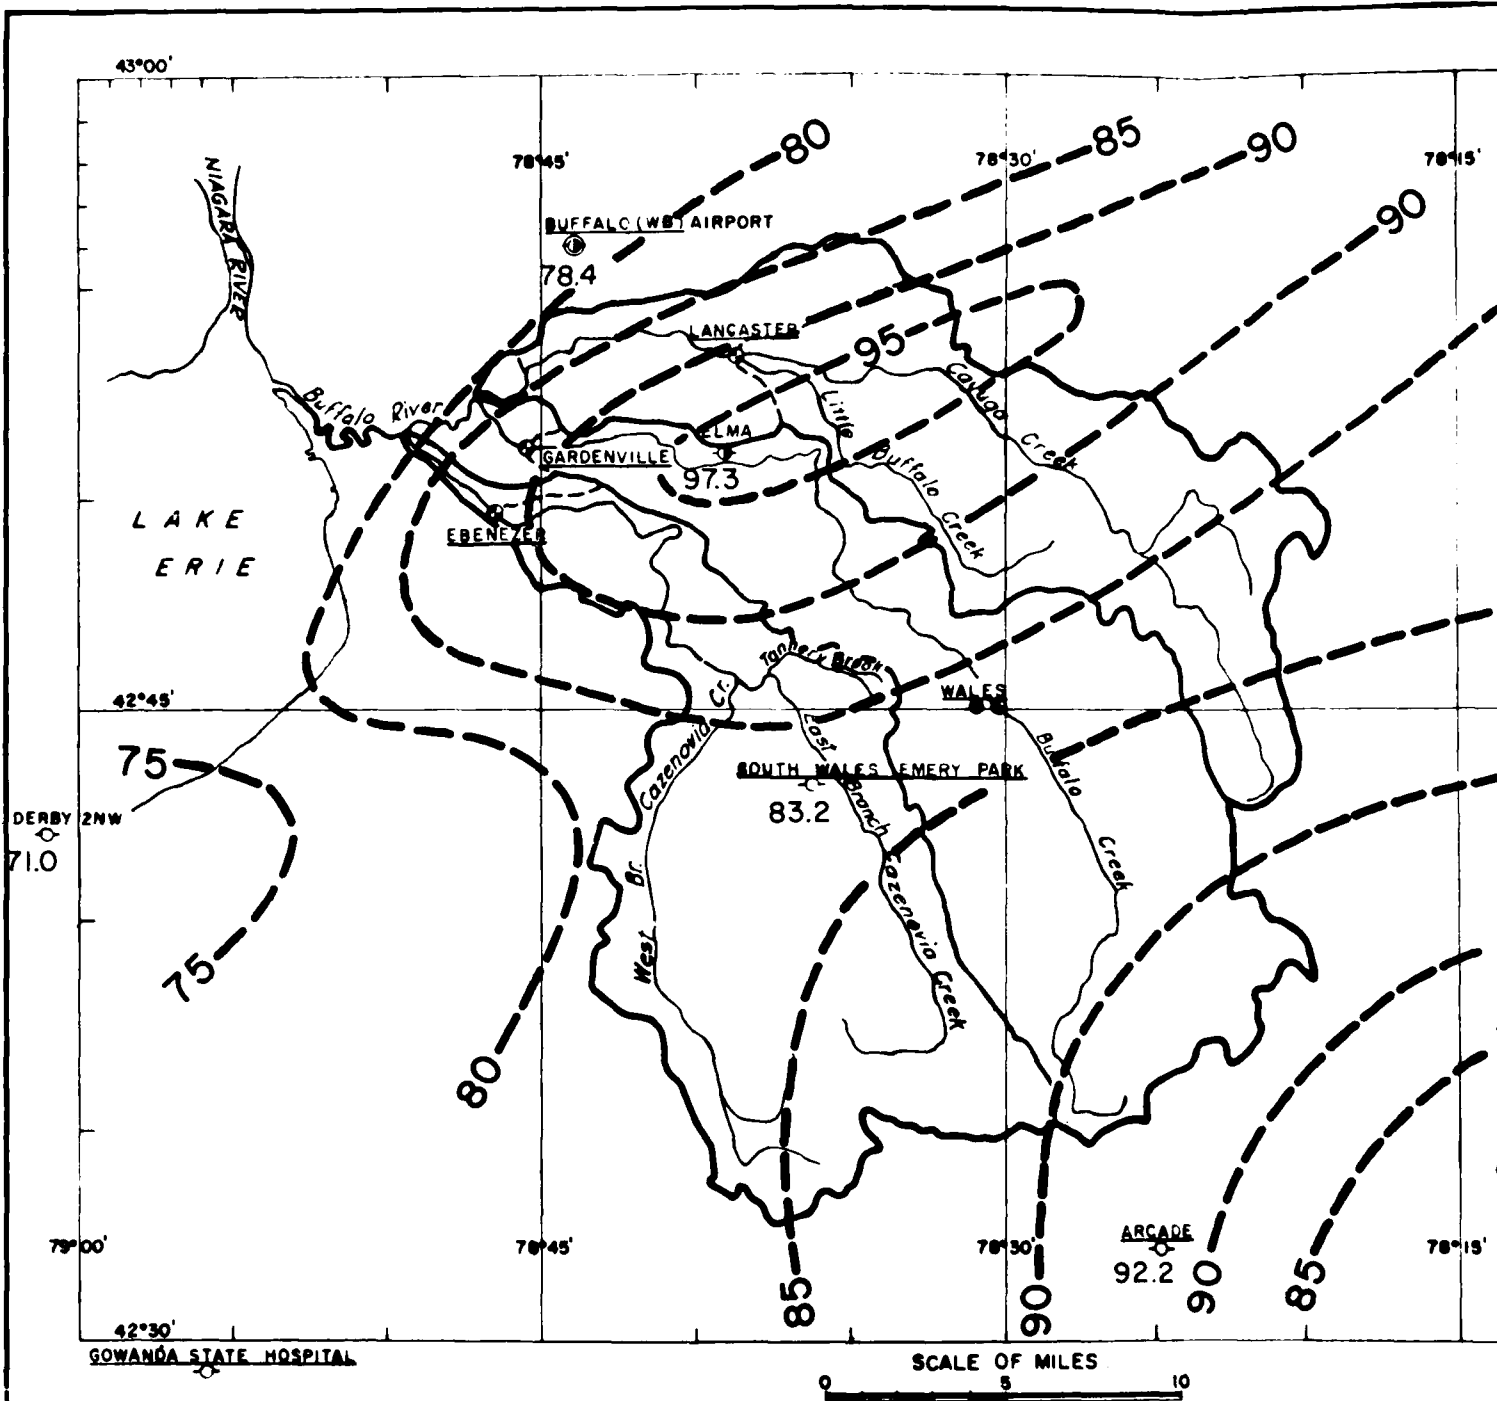 43°00'
78°45'
78°30'
78°15'
80
85
90
90
NIAGARA RIVER
BUFFALO (WB) AIRPORT
78.4
LANCASTER
95
Buffalo River
Cayuga Creek
Little Buffalo Creek
ELMA
97.3
GARDENVILLE
EBENEZER
LAKE
ERIE
Tannery Brook
WALES
42°45'
Cazenovia Cr.
West Br.
East Branch Cazenovia Creek
Buffalo Creek
SOUTH WALES EMERY PARK
83.2
75
DERBY 2NW
71.0
75
80
79°00'
78°45'
78°30'
78°15'
ARCADE
92.2
85
90
90
85
42°30'
GOWANDA STATE HOSPITAL
SCALE OF MILES
0 5 10